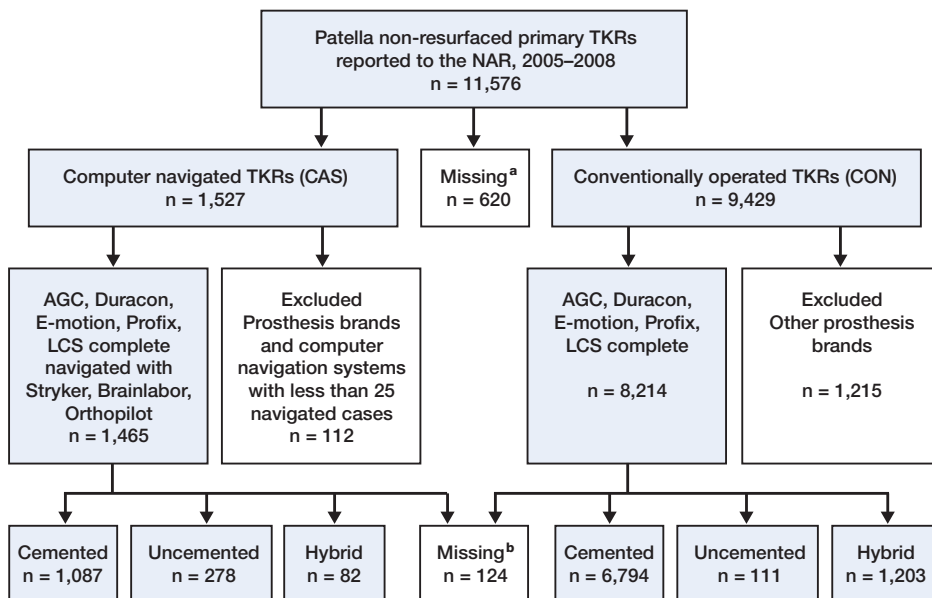 Patella non-resurfaced primary TKRs
reported to the NAR, 2005–2008
n = 11,576
Computer navigated TKRs (CAS)
n = 1,527
Missing a
n = 620
Conventionally operated TKRs (CON)
n = 9,429
AGC, Duracon,
E-motion, Profix,
LCS complete
navigated with
Stryker, Brainlabor,
Orthopilot
n = 1,465
Excluded
Prosthesis brands
and computer
navigation systems
with less than 25
navigated cases
n = 112
AGC, Duracon,
E-motion, Profix,
LCS complete
n = 8,214
Excluded
Other prosthesis
brands
n = 1,215
Cemented
n = 1,087
Uncemented
n = 278
Hybrid
n = 82
Missing b
n = 124
Cemented
n = 6,794
Uncemented
n = 111
Hybrid
n = 1,203